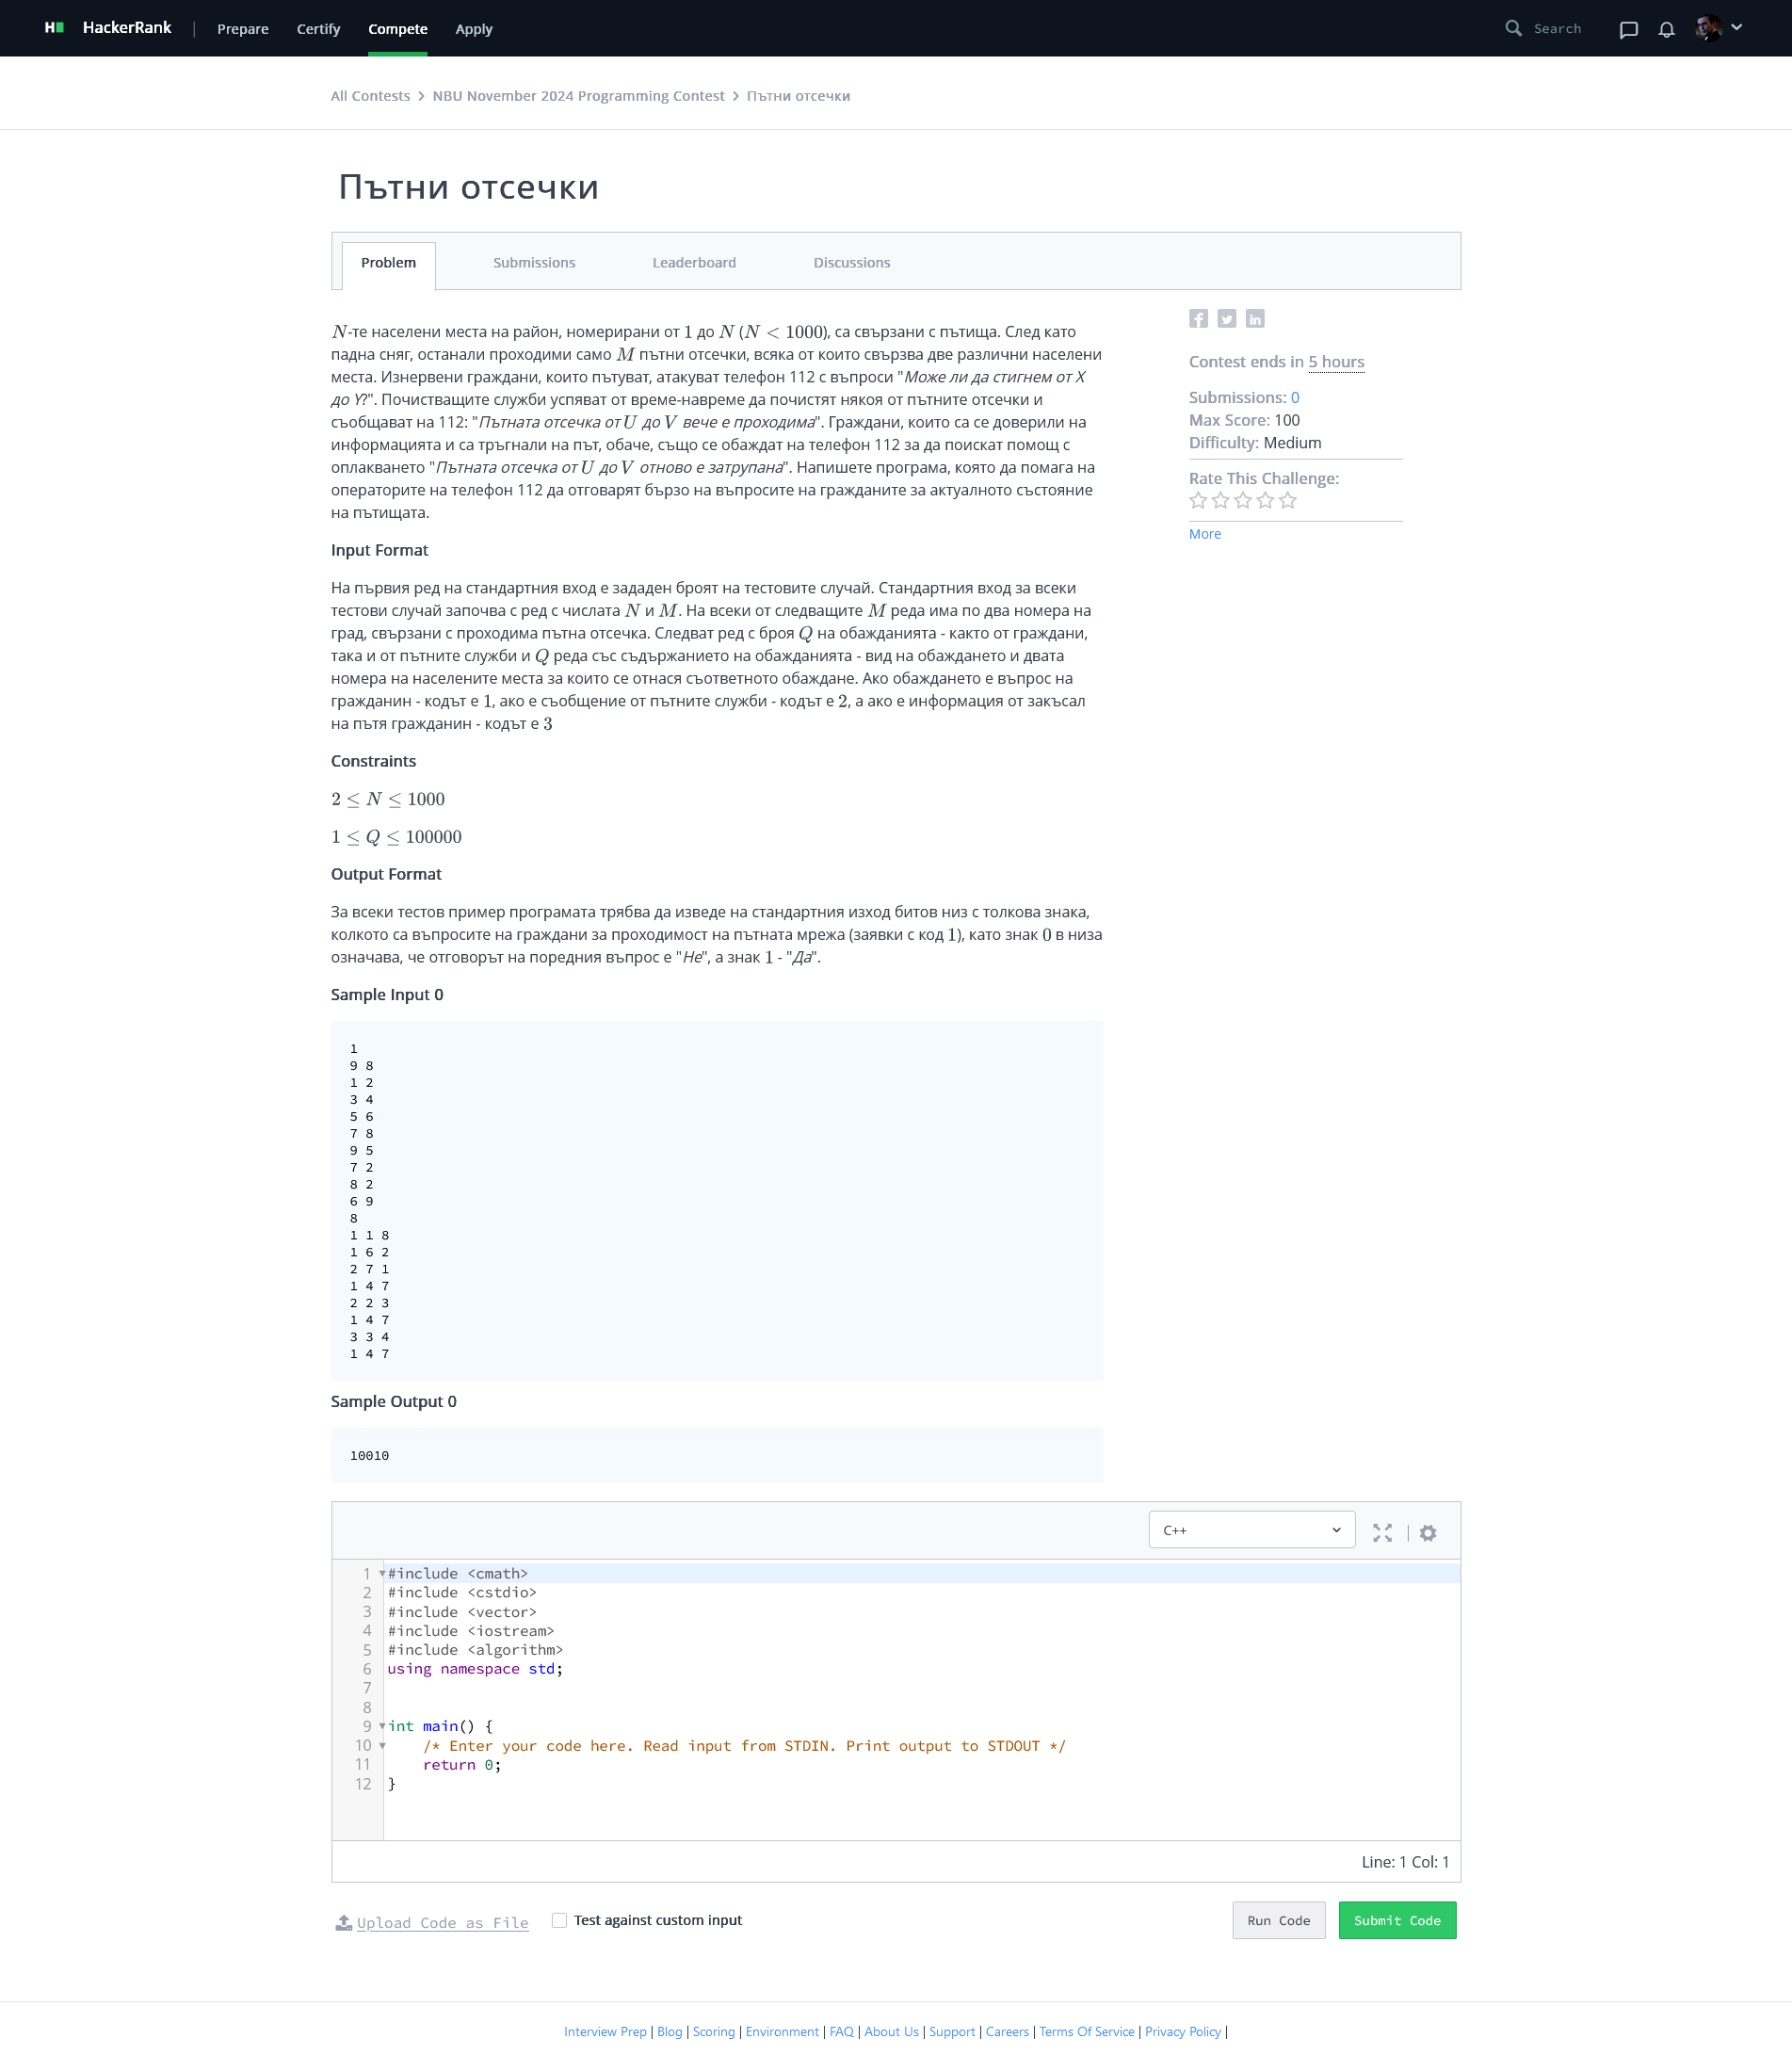 HackerRank | Prepare Certify Compete Apply Search
All Contests > NBU November 2024 Programming Contest > Пътни отсечки
Пътни отсечки
Problem Submissions Leaderboard Discussions
N-те населени места на район, номерирани от 1 до N (N < 1000), са свързани с пътища. След като
падна сняг, останали проходими само M пътни отсечки, всяка от които свързва две различни населени
места. Изнервени граждани, които пътуват, атакуват телефон 112 с въпроси "Може ли да стигнем от X
до Y?". Почистващите служби успяват от време-навреме да почистят някоя от пътните отсечки и
съобщават на 112: "Пътната отсечка от U до V вече е проходима". Граждани, които са се доверили на
информацията и са тръгнали на път, обаче, също се обаждат на телефон 112 за да поискат помощ с
оплакването "Пътната отсечка от U до V отново е затрупана". Напишете програма, която да помага на
операторите на телефон 112 да отговарят бързо на въпросите на гражданите за актуалното състояние
на пътищата.
Input Format
На първия ред на стандартния вход е зададен броят на тестовите случай. Стандартния вход за всеки
тестови случай започва с ред с числата N и M. На всеки от следващите M реда има по два номера на
град, свързани с проходима пътна отсечка. Следват ред с броя Q на обажданията - както от граждани,
така и от пътните служби и Q реда със съдържанието на обажданията - вид на обаждането и двата
номера на населените места за които се отнася съответното обаждане. Ако обаждането е въпрос на
гражданин - кодът е 1, ако е съобщение от пътните служби - кодът е 2, а ако е информация от закъсал
на пътя гражданин - кодът е 3
Constraints
2 ≤ N ≤ 1000
1 ≤ Q ≤ 100000
Output Format
За всеки тестов пример програмата трябва да изведе на стандартния изход битов низ с толкова знака,
колкото са въпросите на граждани за проходимост на пътната мрежа (заявки с код 1), като знак 0 в низа
означава, че отговорът на поредния въпрос е "Не", а знак 1 - "Да".
Sample Input 0
1
9 8
1 2
3 4
5 6
7 8
9 5
7 2
8 2
6 9
8
1 1 8
1 6 2
2 7 1
1 4 7
2 2 3
1 4 7
3 3 4
1 4 7
Sample Output 0
10010
Contest ends in 5 hours
Submissions: 0
Max Score: 100
Difficulty: Medium
Rate This Challenge:
More
C++
1 #include <cmath>
2 #include <cstdio>
3 #include <vector>
4 #include <iostream>
5 #include <algorithm>
6 using namespace std;
7
8
9 int main() {
10 /* Enter your code here. Read input from STDIN. Print output to STDOUT */
11 return 0;
12 }
Line: 1 Col: 1
Upload Code as File Test against custom input Run Code Submit Code
Interview Prep | Blog | Scoring | Environment | FAQ | About Us | Support | Careers | Terms Of Service | Privacy Policy |